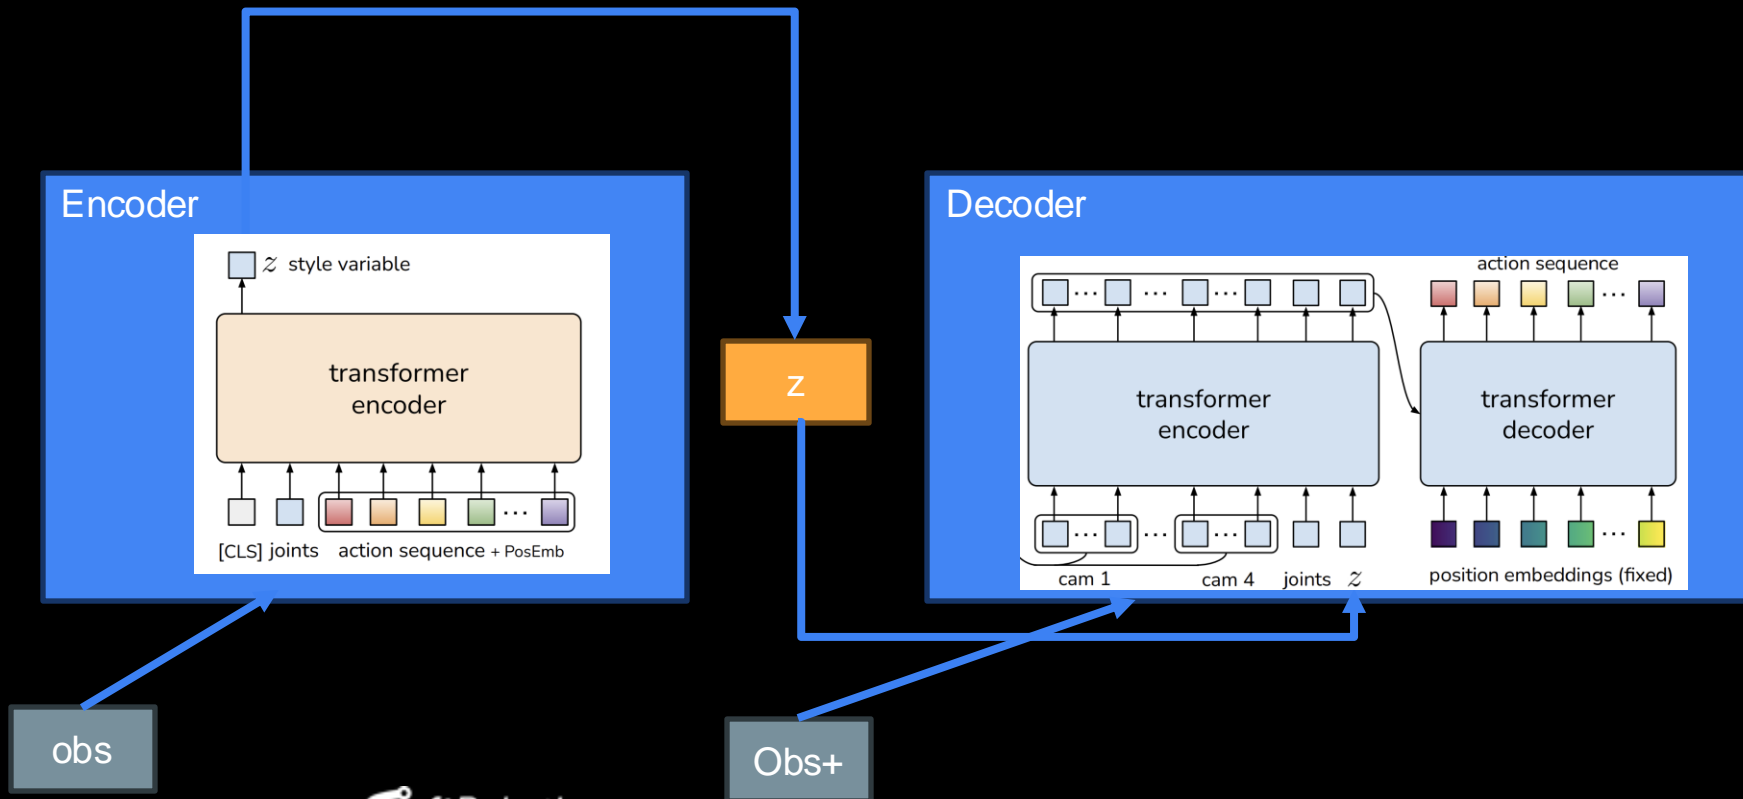 Encoder
z style variable
transformer
encoder
[CLS] joints action sequence + PosEmb
z
obs
Obs+
Decoder
action sequence
transformer
encoder
transformer
decoder
cam 1
cam 4
joints
z
position embeddings (fixed)